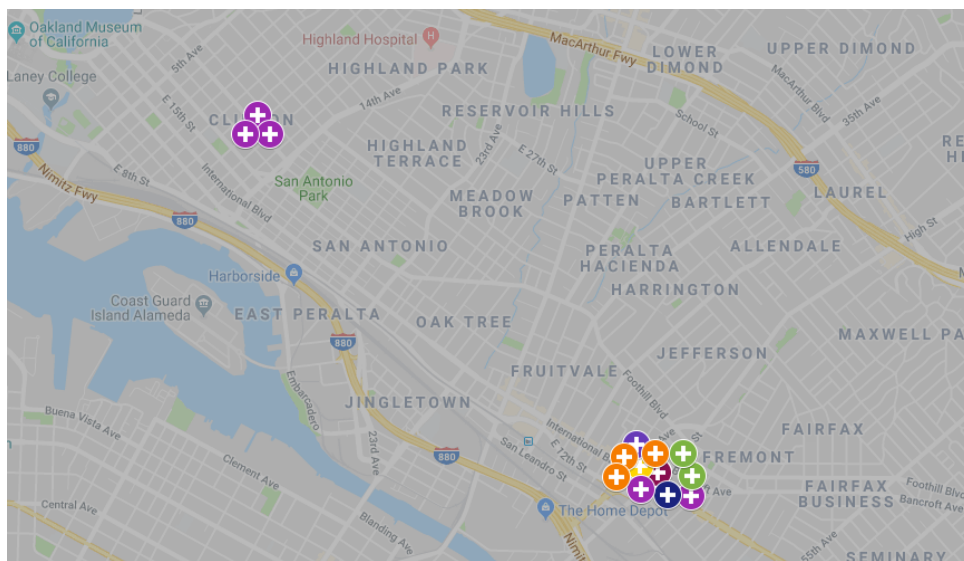 Oakland Museum
of California
5th Ave
Highland Hospital
H
MacArthur Fwy
LOWER
DIMOND
UPPER DIMOND
Laney College
HIGHLAND PARK
MacArthur Blvd
14th Ave
35th Ave
E 15th St
RESERVOIR HILLS
School St
880
HIGHLAND
TERRACE
23rd Ave
E 27th St
UPPER
PERALTA CREEK
580
E 8th St
International Blvd
San Antonio
Park
MEADOW
BROOK
PATTEN
BARTLETT
LAUREL
Nimitz Fwy
880
High St
SAN ANTONIO
PERALTA
HACIENDA
ALLENDALE
Harborside
HARRINGTON
Coast Guard
Island Alameda
EAST PERALTA
OAK TREE
880
JEFFERSON
MAXWELL PA
FRUITVALE
Foothill Blvd
Embarcadero
JINGLETOWN
Buena Vista Ave
23rd Ave
International Bl
E 12th St
San Leandro St
880
FAIRFAX
FREMONT
Clement Ave
FAIRFAX
BUSINESS
Foothill Blvd
Bancroft Ave
Central Ave
The Home Depot
Blanding Ave
55th Ave
SEMINARY